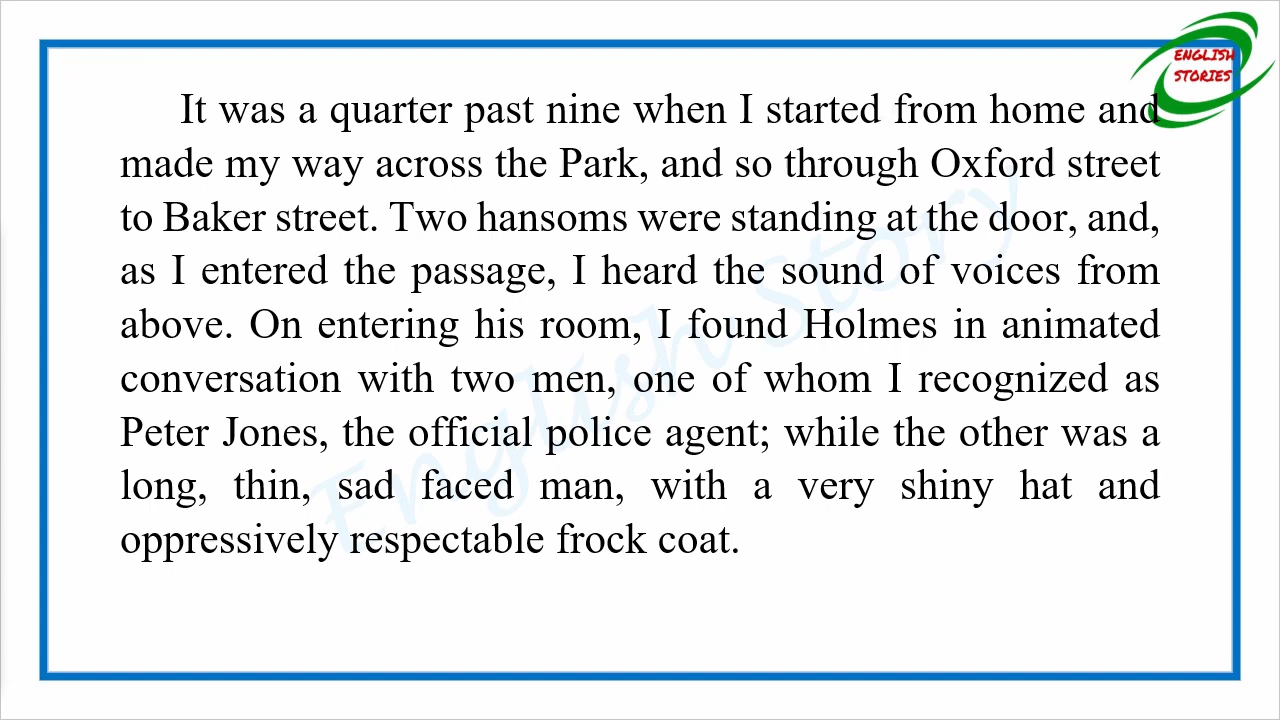 ENGLISH
STORIES
It was a quarter past nine when I started from home and
made my way across the Park, and so through Oxford street
to Baker street. Two hansoms were standing at the door, and,
as I entered the passage, I heard the sound of voices from
above. On entering his room, I found Holmes in animated
conversation with two men, one of whom I recognized as
Peter Jones, the official police agent; while the other was a
long, thin, sad faced man, with a very shiny hat and
oppressively respectable frock coat.
English Story